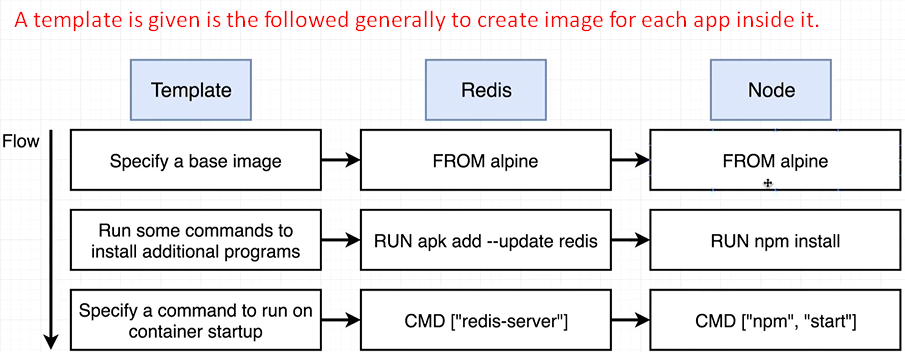 A template is given is the followed generally to create image for each app inside it.
Template
Redis
Node
Flow
Specify a base image
FROM alpine
FROM alpine
Run some commands to
install additional programs
RUN apk add --update redis
RUN npm install
Specify a command to run on
container startup
CMD ["redis-server"]
CMD ["npm", "start"]